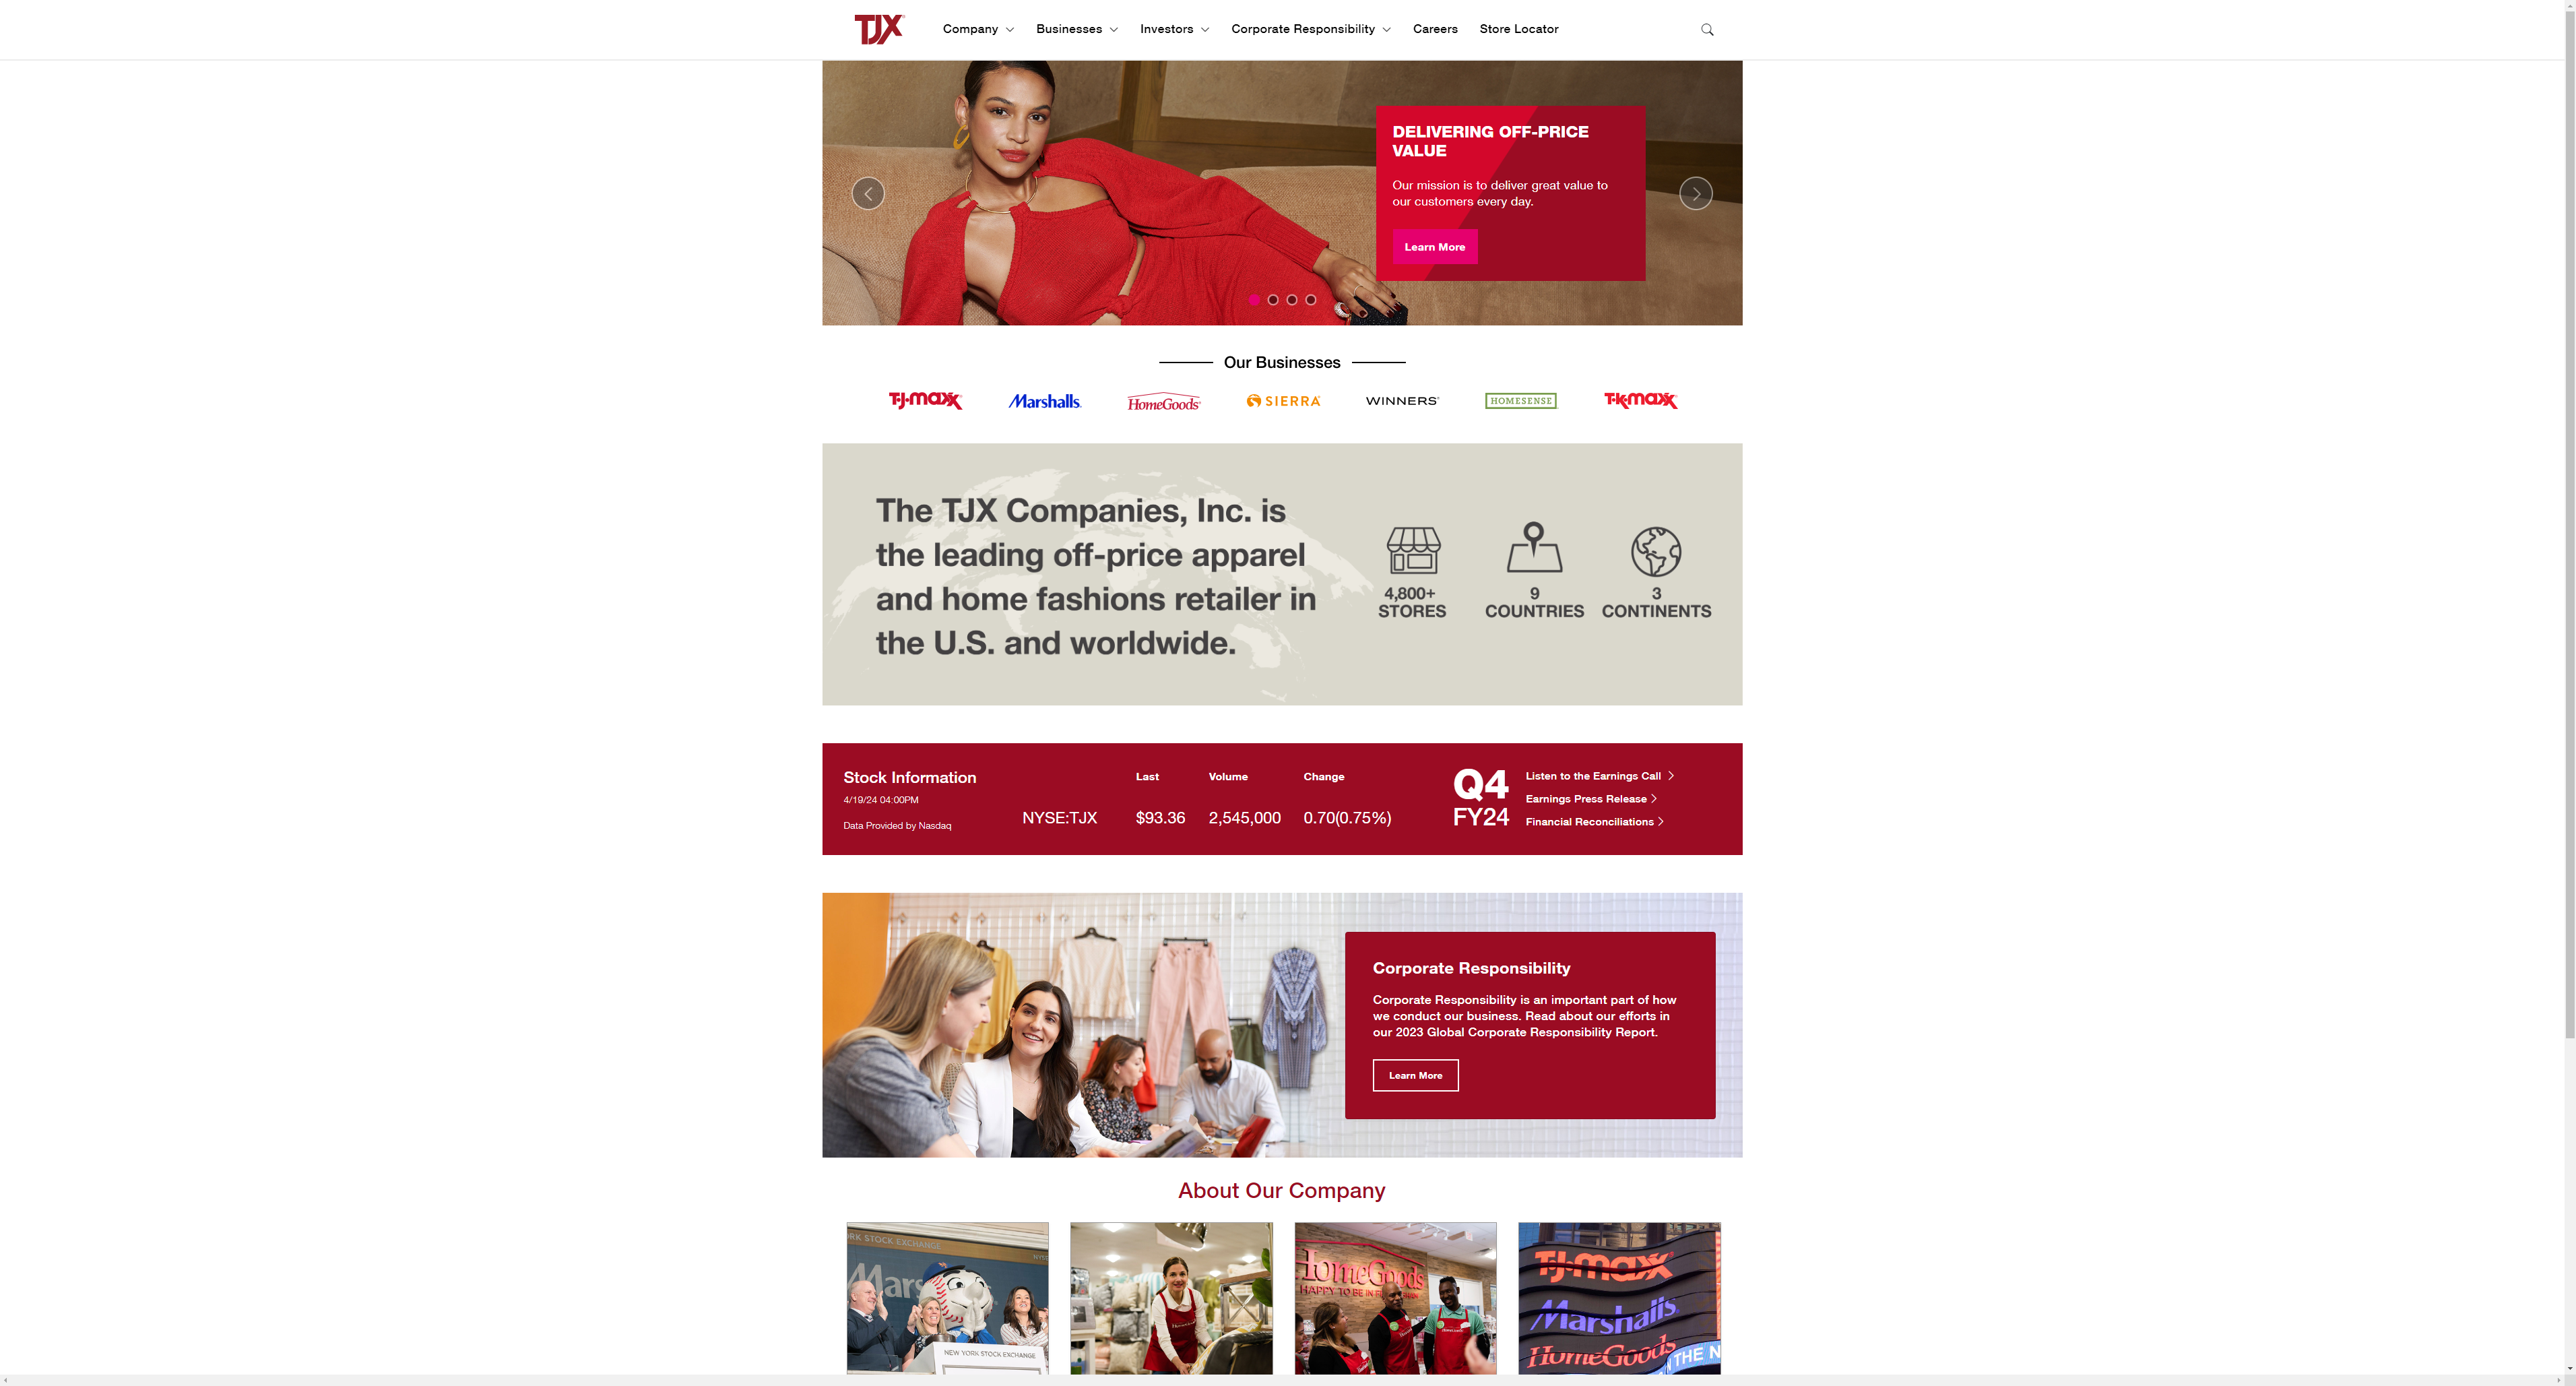 TJX
Company
Businesses
Investors
Corporate Responsibility
Careers
Store Locator
DELIVERING OFF-PRICE
VALUE
Our mission is to deliver great value to
our customers every day.
Learn More
Our Businesses
T•J•maxx
Marshalls
HomeGoods
SIERRA
WINNERS
HOMESENSE
T•K•maxx
The TJX Companies, Inc. is
the leading off-price apparel
and home fashions retailer in
the U.S. and worldwide.
4,800+
STORES
9
COUNTRIES
3
CONTINENTS
Stock Information
4/19/24 04:00PM
Data Provided by Nasdaq
Last
Volume
Change
NYSE:TJX
$93.36
2,545,000
0.70(0.75%)
Q4
FY24
Listen to the Earnings Call
Earnings Press Release
Financial Reconciliations
Corporate Responsibility
Corporate Responsibility is an important part of how
we conduct our business. Read about our efforts in
our 2023 Global Corporate Responsibility Report.
Learn More
About Our Company
STOCK EXCHANGE
NEW YORK STOCK EXCHANGE
HomeGoods
HAPPY TO BE IN
T•J•maxx
Marshalls
HomeGoods
THE N